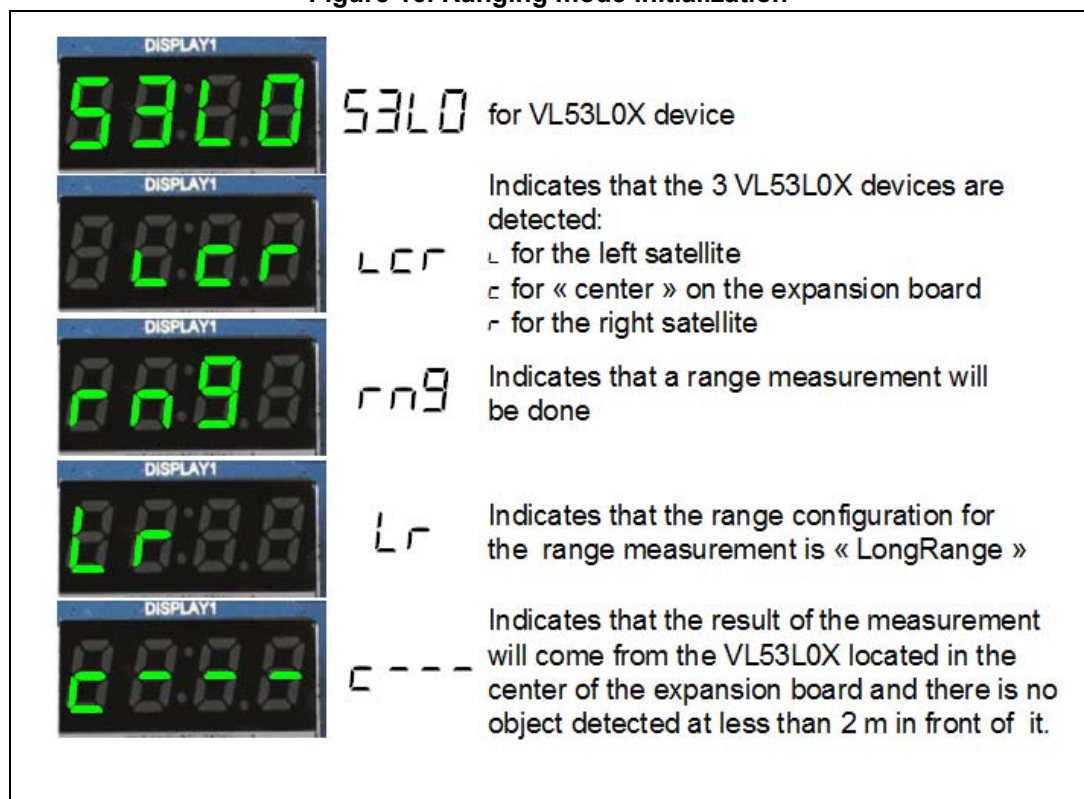 Figure 10. Ranging mode initialization
DISPLAY1
53L0
53L0 for VL53L0X device
DISPLAY1
Lcr
Lcr
Indicates that the 3 VL53L0X devices are
detected:
L for the left satellite
c for « center » on the expansion board
r for the right satellite
DISPLAY1
rng
rng
Indicates that a range measurement will
be done
DISPLAY1
Lr
Lr
Indicates that the range configuration for
the range measurement is « LongRange »
DISPLAY1
c---
c---
Indicates that the result of the measurement
will come from the VL53L0X located in the
center of the expansion board and there is no
object detected at less than 2 m in front of it.